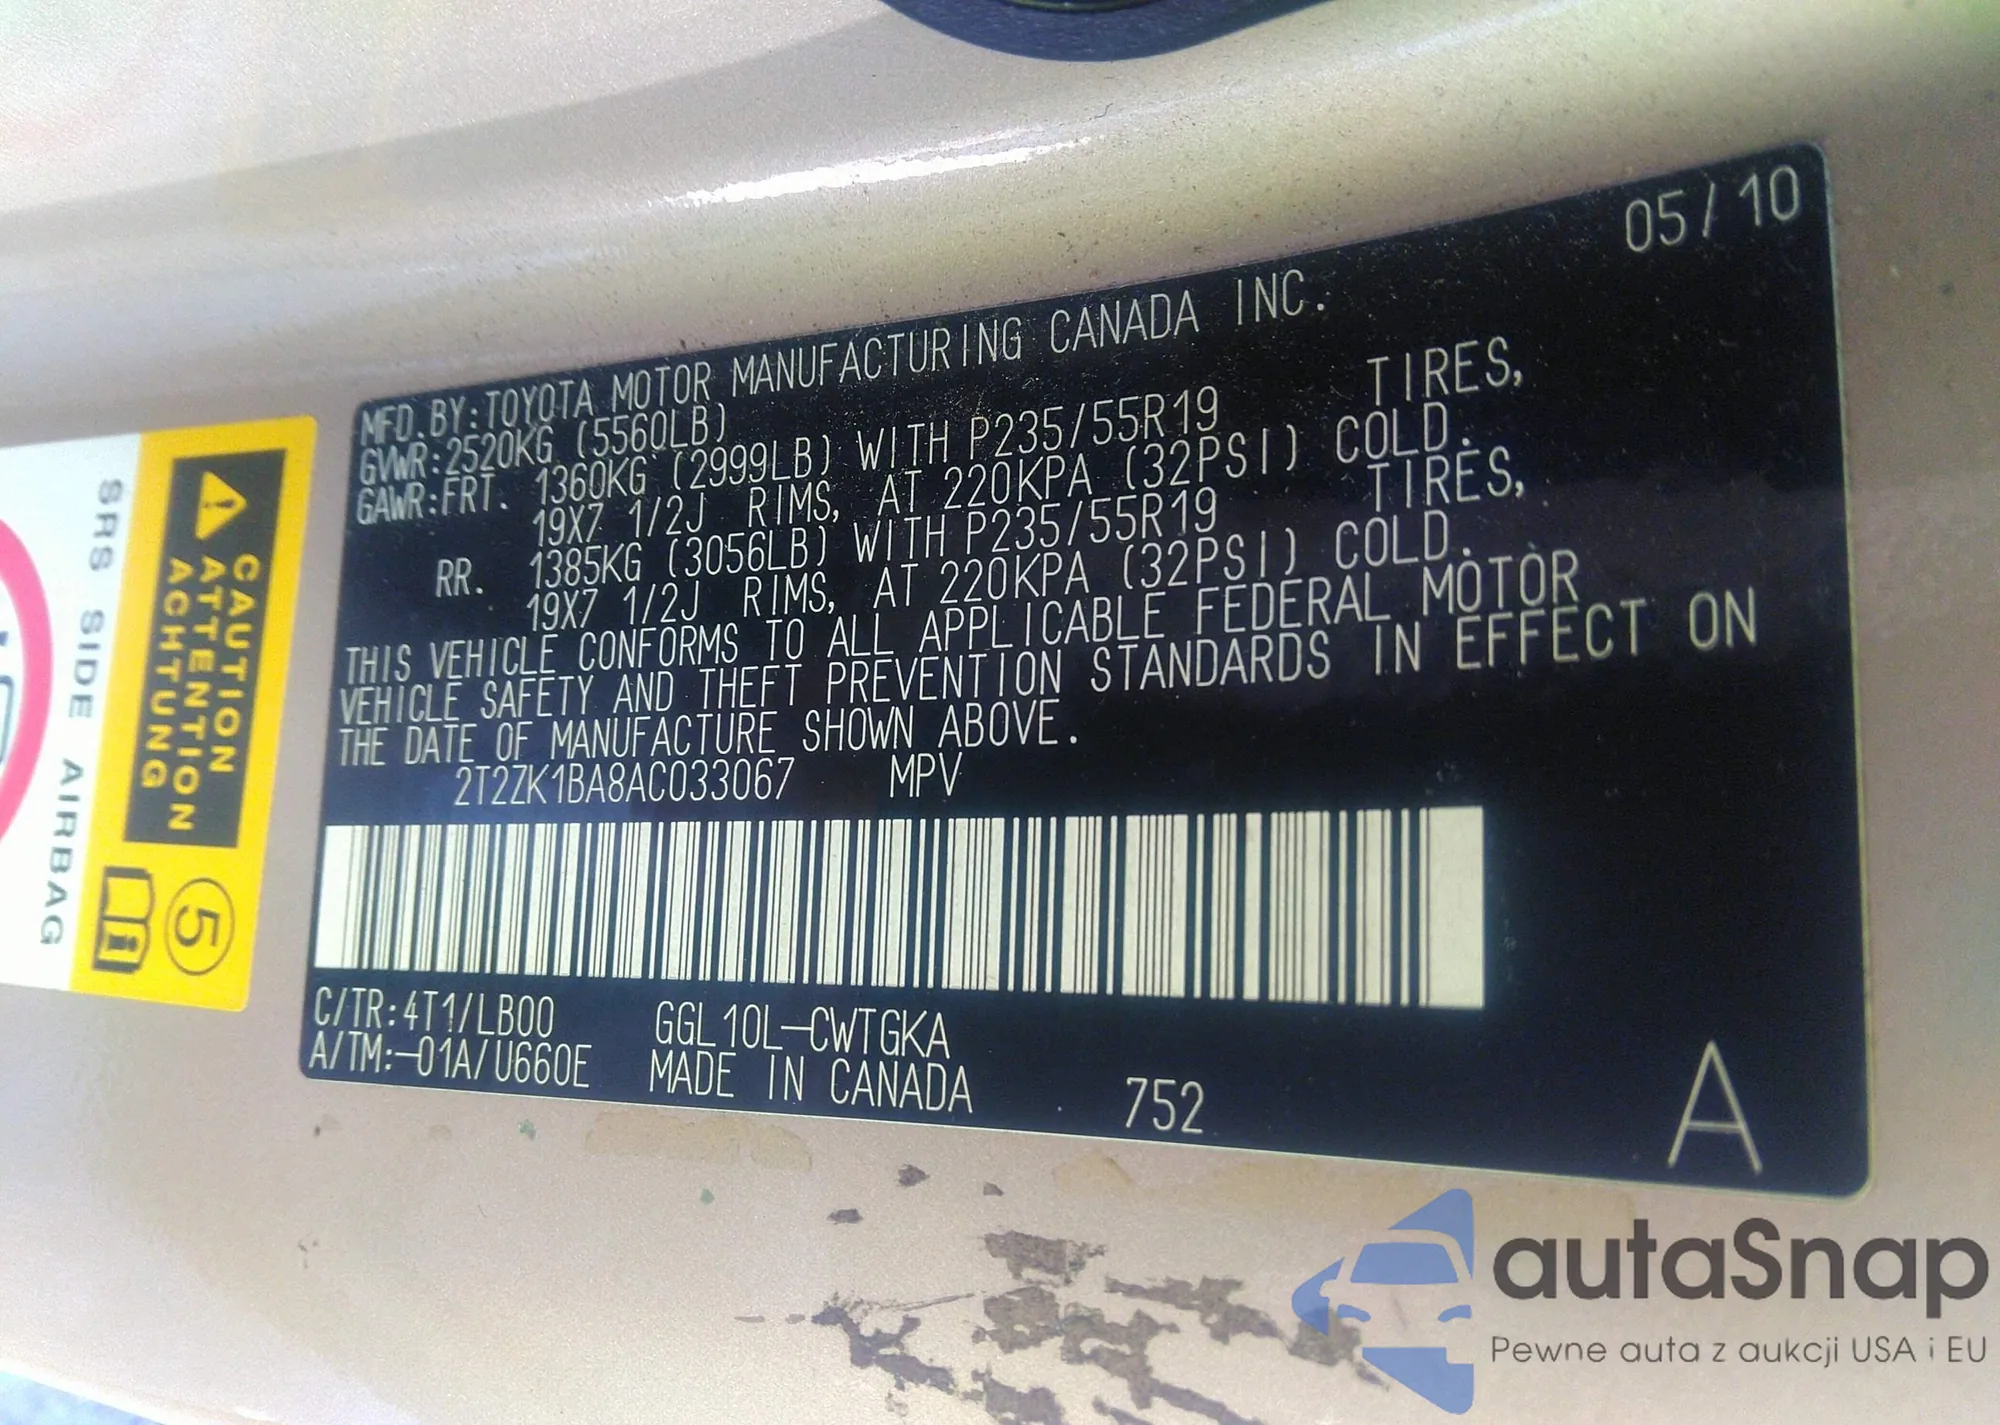 05/10
MFD. BY:TOYOTA MOTOR MANUFACTURING CANADA INC.
GVWR:2520KG (5560LB)
GAWR:FRT. 1360KG (2999LB) WITH P235/55R19 TIRES,
19X7 1/2J RIMS, AT 220KPA (32PSI) COLD.
RR. 1385KG (3056LB) WITH P235/55R19 TIRES,
19X7 1/2J RIMS, AT 220KPA (32PSI) COLD.
THIS VEHICLE CONFORMS TO ALL APPLICABLE FEDERAL MOTOR
VEHICLE SAFETY AND THEFT PREVENTION STANDARDS IN EFFECT ON
THE DATE OF MANUFACTURE SHOWN ABOVE.
2T2ZK1BA8AC033067 MPV
C/TR:4T1/LB00 GGL10L-CWTGKA
A/TM:-01A/U660E MADE IN CANADA 752 A
CAUTION
ATTENTION
ACHTUNG
5
i
SRS SIDE AIRBAG
autaSnap
Pewne auta z aukcji USA i EU